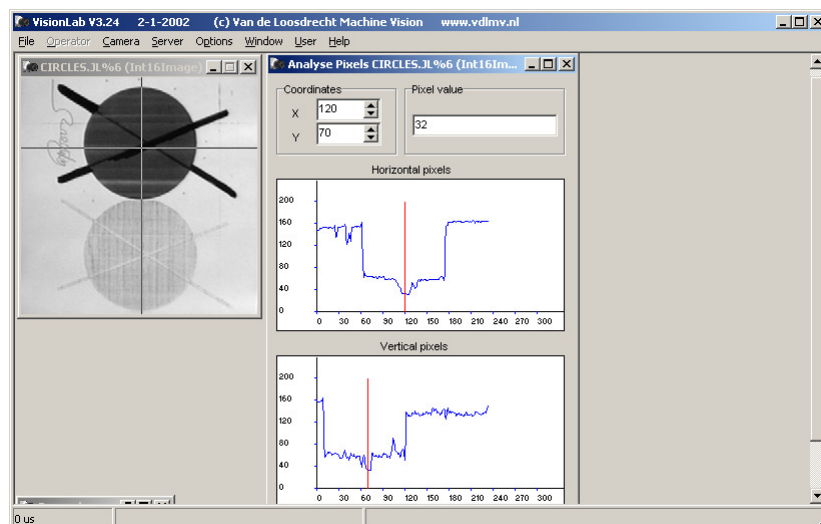 VisionLab V3.24 2-1-2002 (c) Van de Loosdrecht Machine Vision www.vdlmv.nl
File Operator Camera Server Options Window User Help
CIRCLES.JL%6 (Int16Image)
Analyse Pixels CIRCLES.JL%6 (Int16Im...
Coordinates
X 120
Y 70
Pixel value
32
Horizontal pixels
200
160
120
80
40
0
0 30 60 90 120 150 180 210 240 270 300
Vertical pixels
200
160
120
80
40
0
0 30 60 90 120 150 180 210 240 270 300
0 us